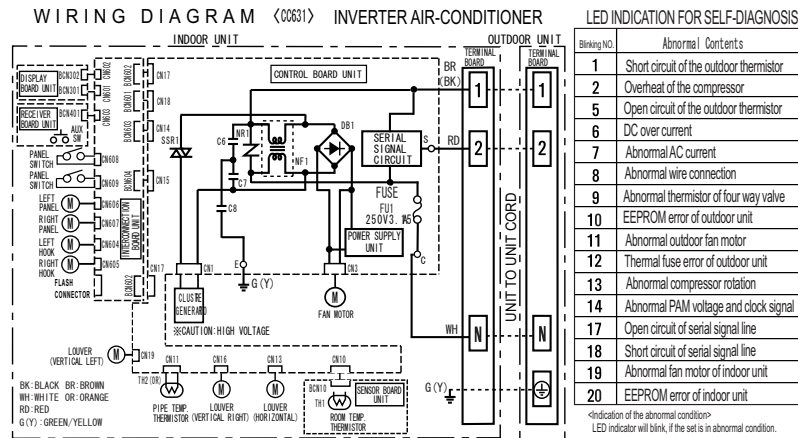 WIRING DIAGRAM 〈CC631〉 INVERTER AIR-CONDITIONER
INDOOR UNIT
OUTDOOR UNIT
TERMINAL
BOARD
TERMINAL
BOARD
BR
(BK)
1
1
RD
2
2
WH
N
N
G(Y)
UNIT TO UNIT CORD
DISPLAY
BOARD UNIT
BCN302
BCN301
CN602
CN601
RECEIVER
BOARD UNIT
BCN401
CN603
AUX
SW
PANEL
SWITCH
CN608
PANEL
SWITCH
CN609
LEFT
PANEL
M
CN606
RIGHT
PANEL
M
CN607
LEFT
HOOK
M
CN604
RIGHT
HOOK
M
CN605
FLASH
CONNECTOR
INTERCONNECTION
BOARD UNIT
BCN602
CN17
BCN601
CN18
BCN603
CN14
BCN604
CN15
BCN602
CN17
CONTROL BOARD UNIT
SSR1
C6
NR1
C7
C8
NF1
DB1
SERIAL
SIGNAL
CIRCUIT
S
FUSE
FU1
250V3.15A
POWER SUPPLY
UNIT
C
E
G(Y)
CN1
CN3
CLUSTRE
GENERARD
M
FAN MOTOR
※CAUTION:HIGH VOLTAGE
LOUVER
(VERTICAL LEFT)
M
CN19
CN11
CN16
CN13
CN10
TH2(OR)
PIPE TEMP.
THERMISTOR
M
LOUVER
(VERTICAL RIGHT)
M
LOUVER
(HORIZONTAL)
BCN10
SENSOR BOARD
UNIT
TH1
ROOM TEMP.
THERMISTOR
BK:BLACK BR:BROWN
WH:WHITE OR:ORANGE
RD:RED
G(Y):GREEN/YELLOW
LED INDICATION FOR SELF-DIAGNOSIS
Blinking NO. Abnormal Contents
1 Short circuit of the outdoor thermistor
2 Overheat of the compressor
5 Open circuit of the outdoor thermistor
6 DC over current
7 Abnormal AC current
8 Abnormal wire connection
9 Abnormal thermistor of four way valve
10 EEPROM error of outdoor unit
11 Abnormal outdoor fan motor
12 Thermal fuse error of outdoor unit
13 Abnormal compressor rotation
14 Abnormal PAM voltage and clock signal
17 Open circuit of serial signal line
18 Short circuit of serial signal line
19 Abnormal fan motor of indoor unit
20 EEPROM error of indoor unit
<Indication of the abnormal condition>
LED indicator will blink, if the set is in abnormal condition.